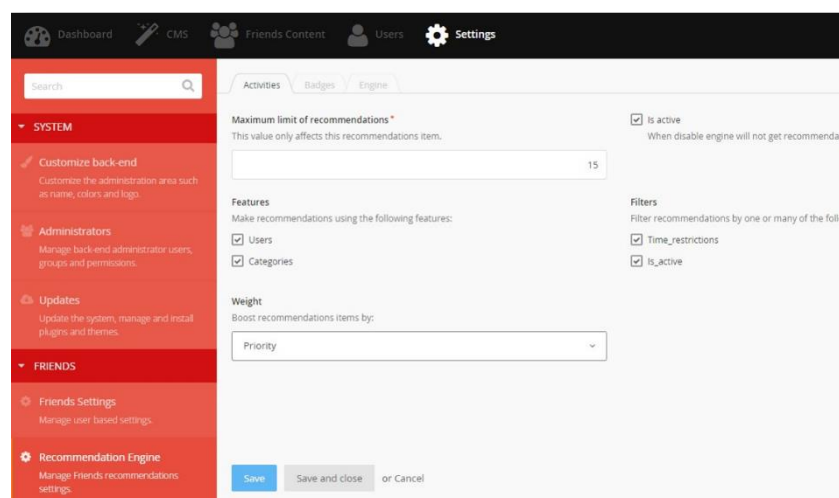 Dashboard CMS Friends Content Users Settings
Search
SYSTEM
Customize back-end
Customize the administration area such
as name, colors and logo.
Administrators
Manage back-end administrator users,
groups and permissions.
Updates
Update the system, manage and install
plugins and themes.
FRIENDS
Friends Settings
Manage user based settings.
Recommendation Engine
Manage Friends recommendations
settings.
Activities Badges Engine
Maximum limit of recommendations*
This value only affects this recommendations item.
15
Is active
When disable engine will not get recommenda
Features
Make recommendations using the following features:
Users
Categories
Filters
Filter recommendations by one or many of the foll
Time_restrictions
Is_active
Weight
Boost recommendations items by:
Priority
Save Save and close or Cancel